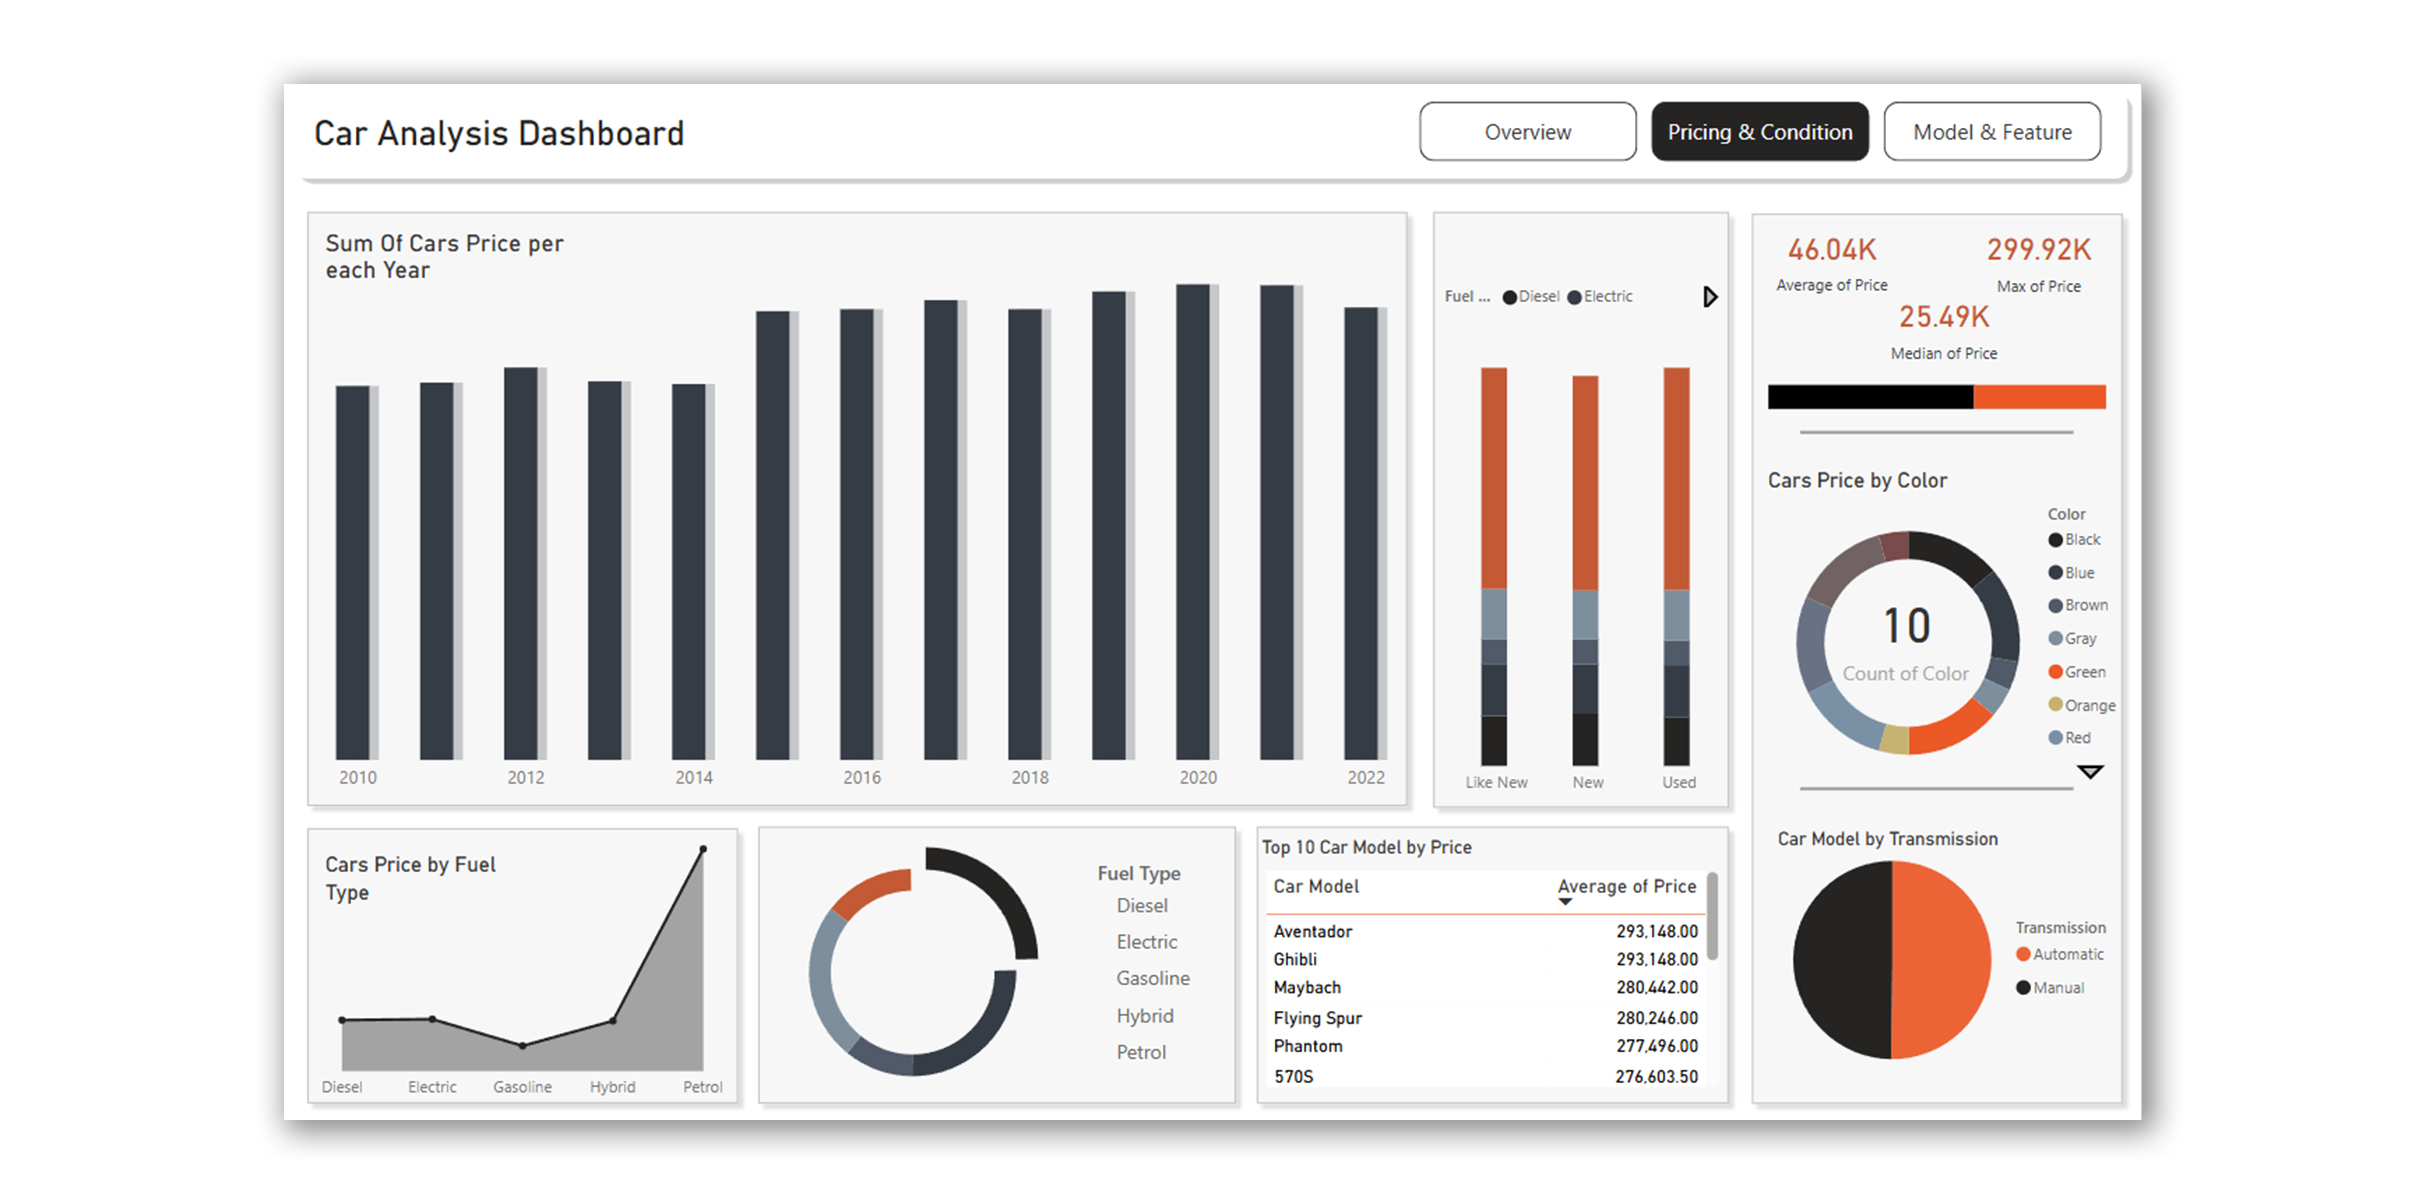 Car Analysis Dashboard
Overview
Pricing & Condition
Model & Feature
Sum Of Cars Price per
each Year
2010
2012
2014
2016
2018
2020
2022
Fuel ...
Diesel
Electric
Like New
New
Used
46.04K
Average of Price
299.92K
Max of Price
25.49K
Median of Price
Cars Price by Color
10
Count of Color
Color
Black
Blue
Brown
Gray
Green
Orange
Red
Cars Price by Fuel
Type
Diesel
Electric
Gasoline
Hybrid
Petrol
Fuel Type
Diesel
Electric
Gasoline
Hybrid
Petrol
Top 10 Car Model by Price
Car Model Average of Price
Aventador 293,148.00
Ghibli 293,148.00
Maybach 280,442.00
Flying Spur 280,246.00
Phantom 277,496.00
570S 276,603.50
Car Model by Transmission
Transmission
Automatic
Manual